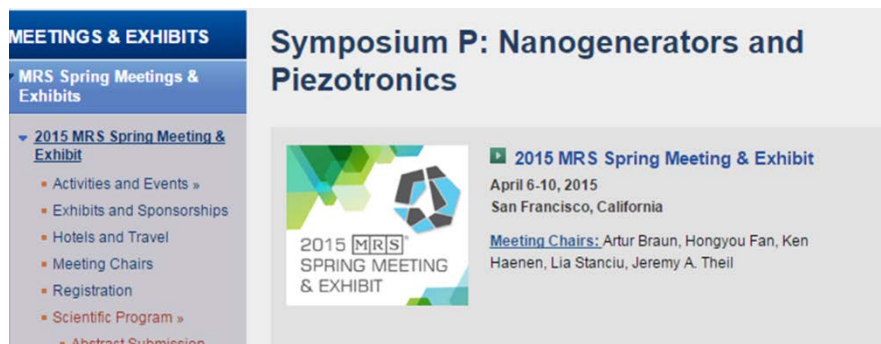 MEETINGS & EXHIBITS
MRS Spring Meetings &
Exhibits
2015 MRS Spring Meeting &
Exhibit
Activities and Events »
Exhibits and Sponsorships
Hotels and Travel
Meeting Chairs
Registration
Scientific Program »
Abstract Submission
Symposium P: Nanogenerators and
Piezotronics
2015 MRS
SPRING MEETING
& EXHIBIT
2015 MRS Spring Meeting & Exhibit
April 6-10, 2015
San Francisco, California
Meeting Chairs: Artur Braun, Hongyou Fan, Ken
Haenen, Lia Stanciu, Jeremy A. Theil